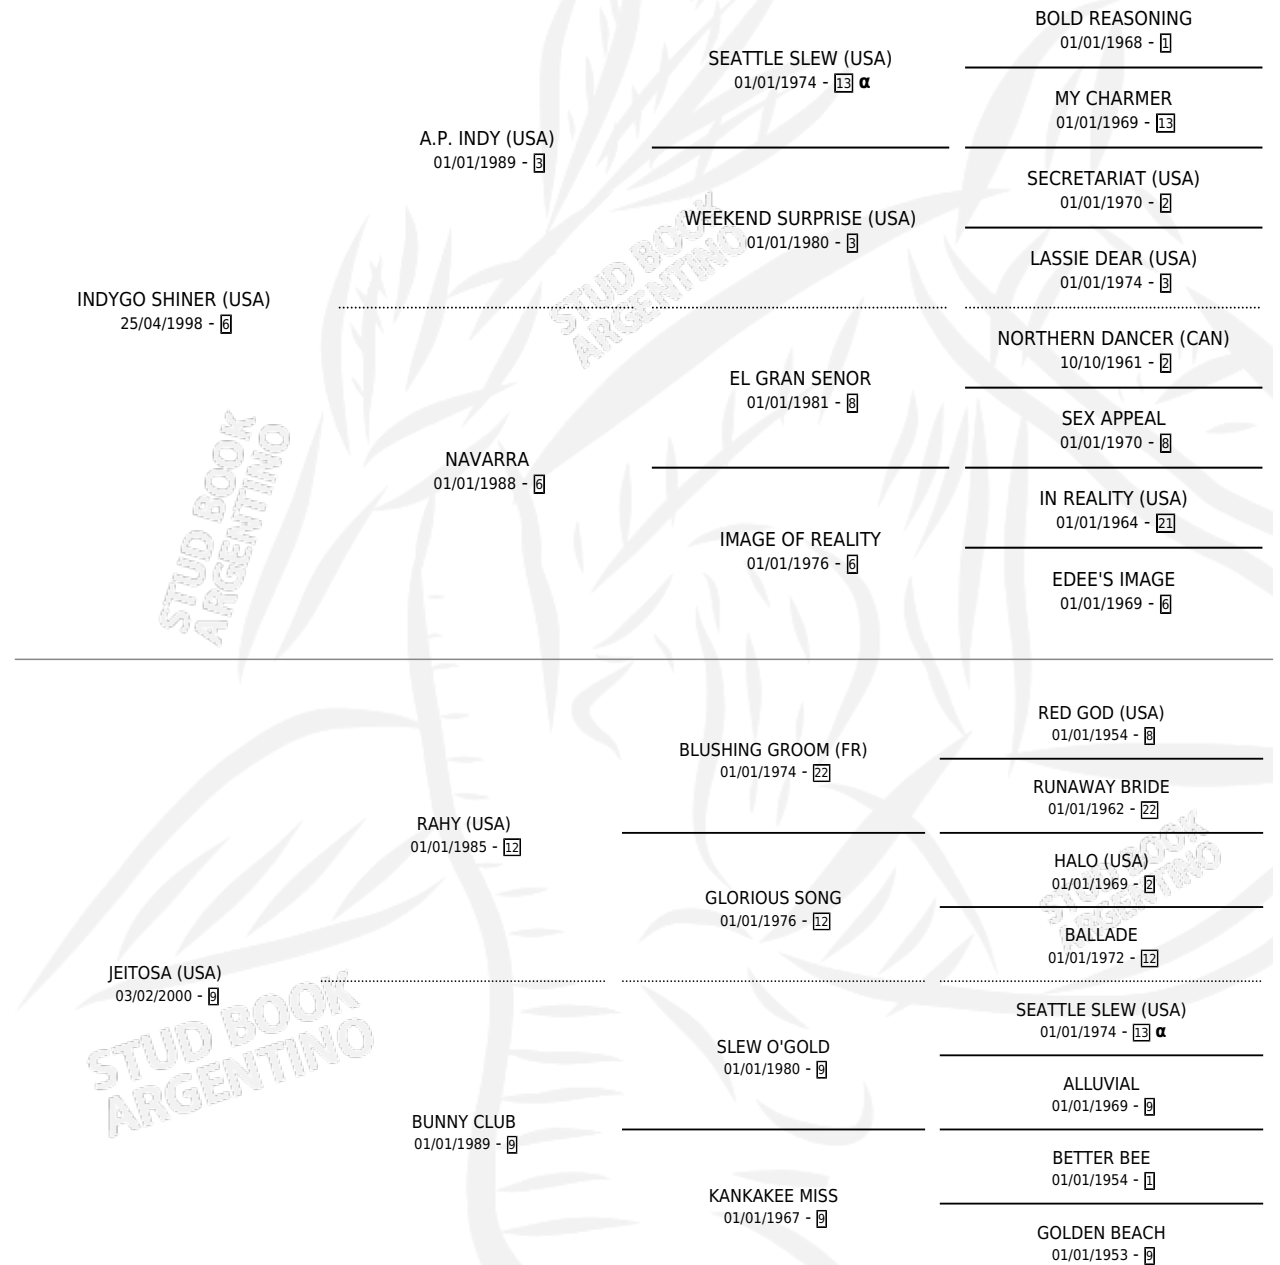 BOLD REASONING
01/01/1968 - 1
SEATTLE SLEW (USA)
01/01/1974 - 13 α
MY CHARMER
01/01/1969 - 13
A.P. INDY (USA)
01/01/1989 - 3
SECRETARIAT (USA)
01/01/1970 - 2
WEEKEND SURPRISE (USA)
01/01/1980 - 3
LASSIE DEAR (USA)
01/01/1974 - 3
INDYGO SHINER (USA)
25/04/1998 - 6
NORTHERN DANCER (CAN)
10/10/1961 - 2
EL GRAN SENOR
01/01/1981 - 8
SEX APPEAL
01/01/1970 - 8
NAVARRA
01/01/1988 - 6
IN REALITY (USA)
01/01/1964 - 21
IMAGE OF REALITY
01/01/1976 - 6
EDEE'S IMAGE
01/01/1969 - 6
RED GOD (USA)
01/01/1954 - 8
BLUSHING GROOM (FR)
01/01/1974 - 22
RUNAWAY BRIDE
01/01/1962 - 22
RAHY (USA)
01/01/1985 - 12
HALO (USA)
01/01/1969 - 2
GLORIOUS SONG
01/01/1976 - 12
BALLADE
01/01/1972 - 12
JEITOSA (USA)
03/02/2000 - 9
SEATTLE SLEW (USA)
01/01/1974 - 13 α
SLEW O'GOLD
01/01/1980 - 9
ALLUVIAL
01/01/1969 - 9
BUNNY CLUB
01/01/1989 - 9
BETTER BEE
01/01/1954 - 1
KANKAKEE MISS
01/01/1967 - 9
GOLDEN BEACH
01/01/1953 - 9
STUD BOOK
ARGENTINO
STUD BOOK
ARGENTINO
STUD BOOK
ARGENTINO
STUD BOOK
ARGENTINO